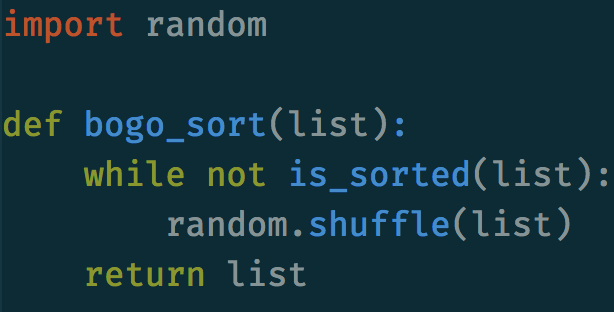 import random
def bogo_sort(list):
    while not is_sorted(list):
        random.shuffle(list)
    return list